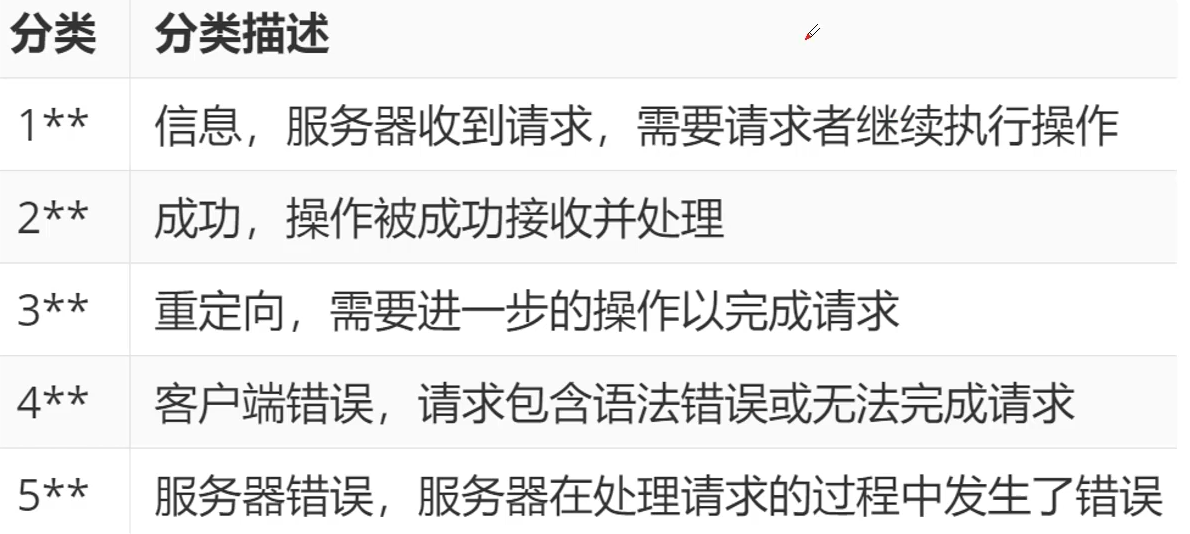 分类 分类描述
1** 信息，服务器收到请求，需要请求者继续执行操作
2** 成功，操作被成功接收并处理
3** 重定向，需要进一步的操作以完成请求
4** 客户端错误，请求包含语法错误或无法完成请求
5** 服务器错误，服务器在处理请求的过程中发生了错误